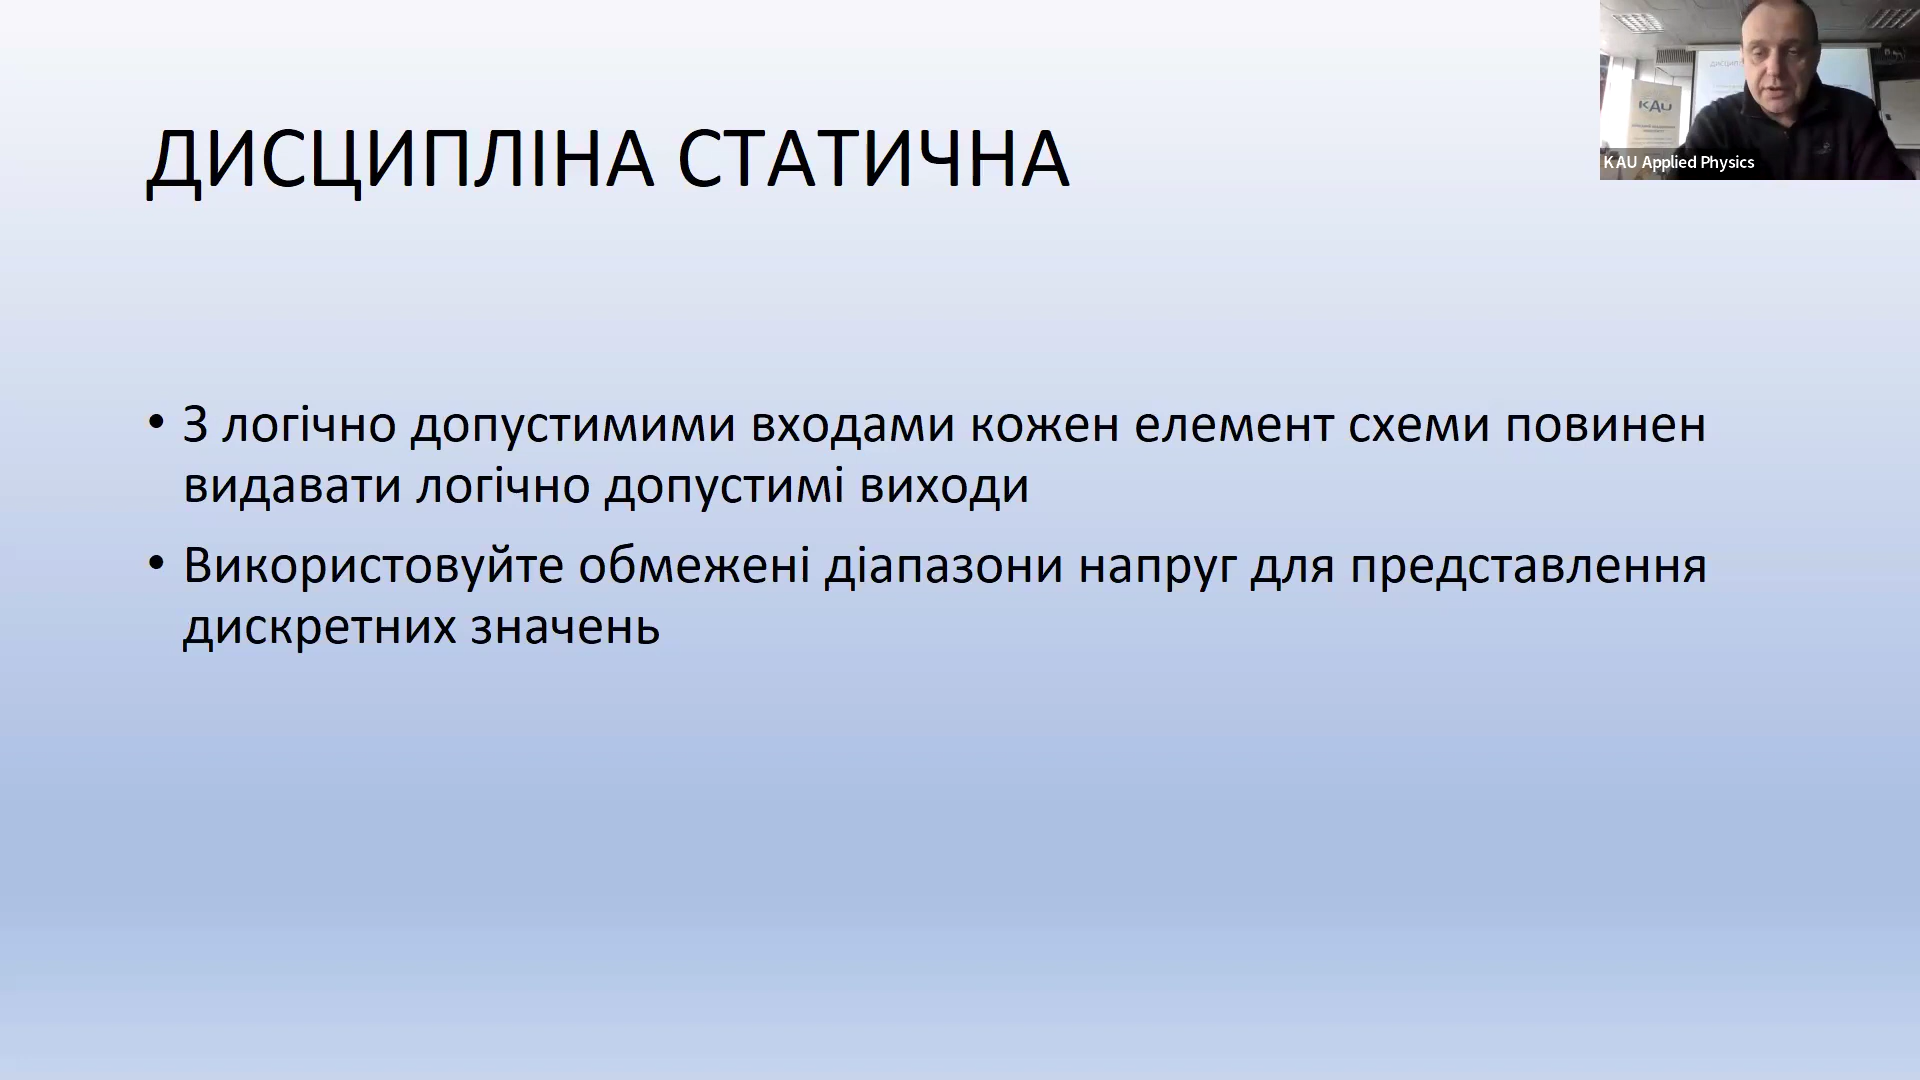 ДИСЦИПЛІНА СТАТИЧНА
KAU
KAU Applied Physics
• З логічно допустимими входами кожен елемент схеми повинен
видавати логічно допустимі виходи
• Використовуйте обмежені діапазони напруг для представлення
дискретних значень